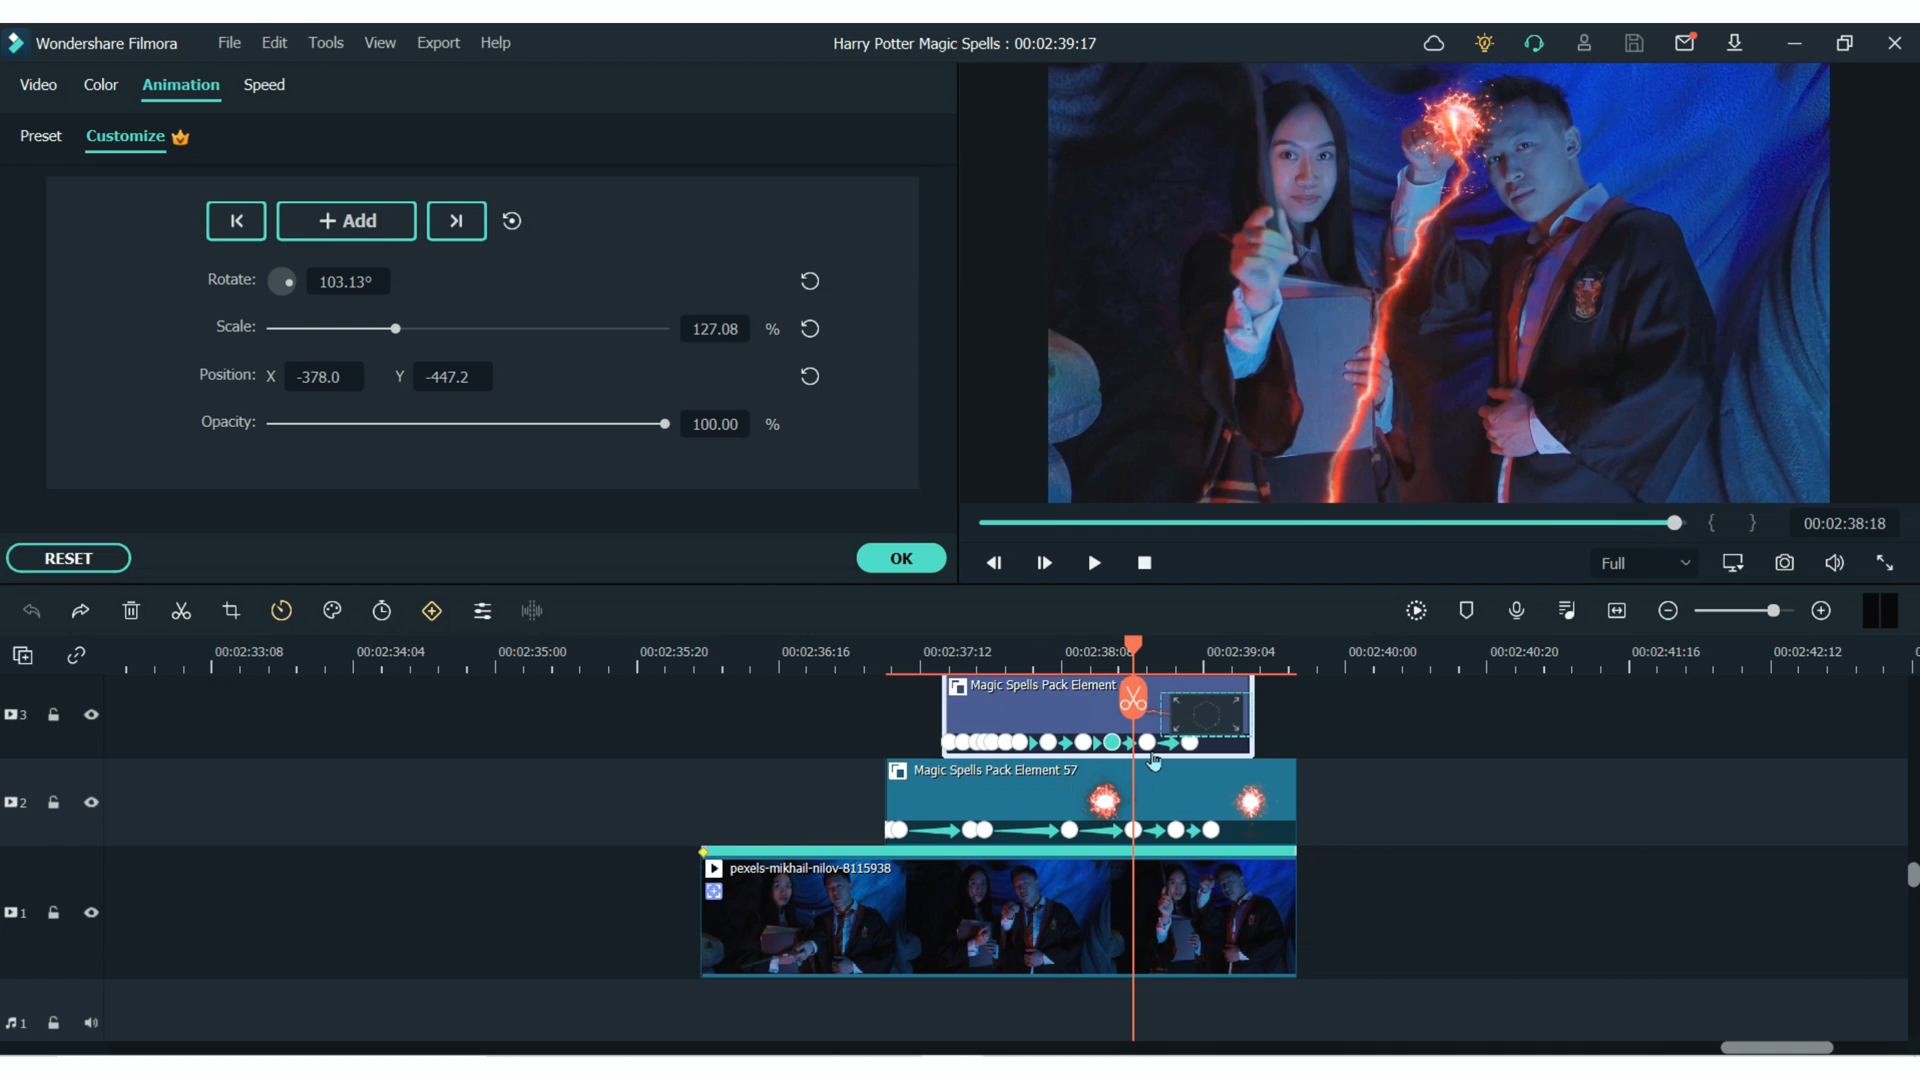 Wondershare Filmora File Edit Tools View Export Help Harry Potter Magic Spells : 00:02:39:17
Video Color Animation Speed
Preset Customize
+ Add
Rotate: 103.13°
Scale: 127.08 %
Position: X -378.0 Y -447.2
Opacity: 100.00 %
{ } 00:02:38:18
RESET OK
Full
00:02:33:08 00:02:34:04 00:02:35:00 00:02:35:20 00:02:36:16 00:02:37:12 00:02:38:0 00:02:39:04 00:02:40:00 00:02:40:20 00:02:41:16 00:02:42:12
Magic Spells Pack Element
3
Magic Spells Pack Element 57
2
pexels-mikhail-nilov-8115938
1
1